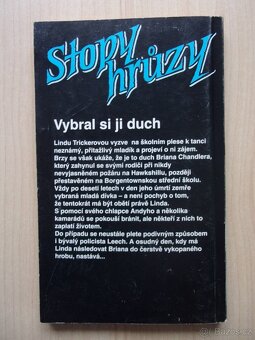 Stopy
hrůzy
Vybral si ji duch
Lindu Trickerovou vyzve na školním plese k tanci
neznámý, přitažlivý mladík a projeví o ni zájem.
Brzy se však ukáže, že je to duch Briana Chandlera,
který zahynul se svými rodiči při nikdy
nevyjasněném požáru na Hawkshillu, později
přestavěném na Borgentownskou střední školu.
Vždy po deseti letech v den jeho úmrtí zemře
vybraná mladá dívka – a není pochyb o tom,
že tentokrát má být obětí právě Linda.
S pomocí svého chlapce Andyho a několika
kamarádů se pokouší bránit, ale někteří z nich to
zaplatí životem.
Do případu se neustále plete podivným způsobem
i bývalý policista Leech. A osudný den, kdy má
Linda následovat Briana do čerstvě vykopaného
hrobu, nastává...